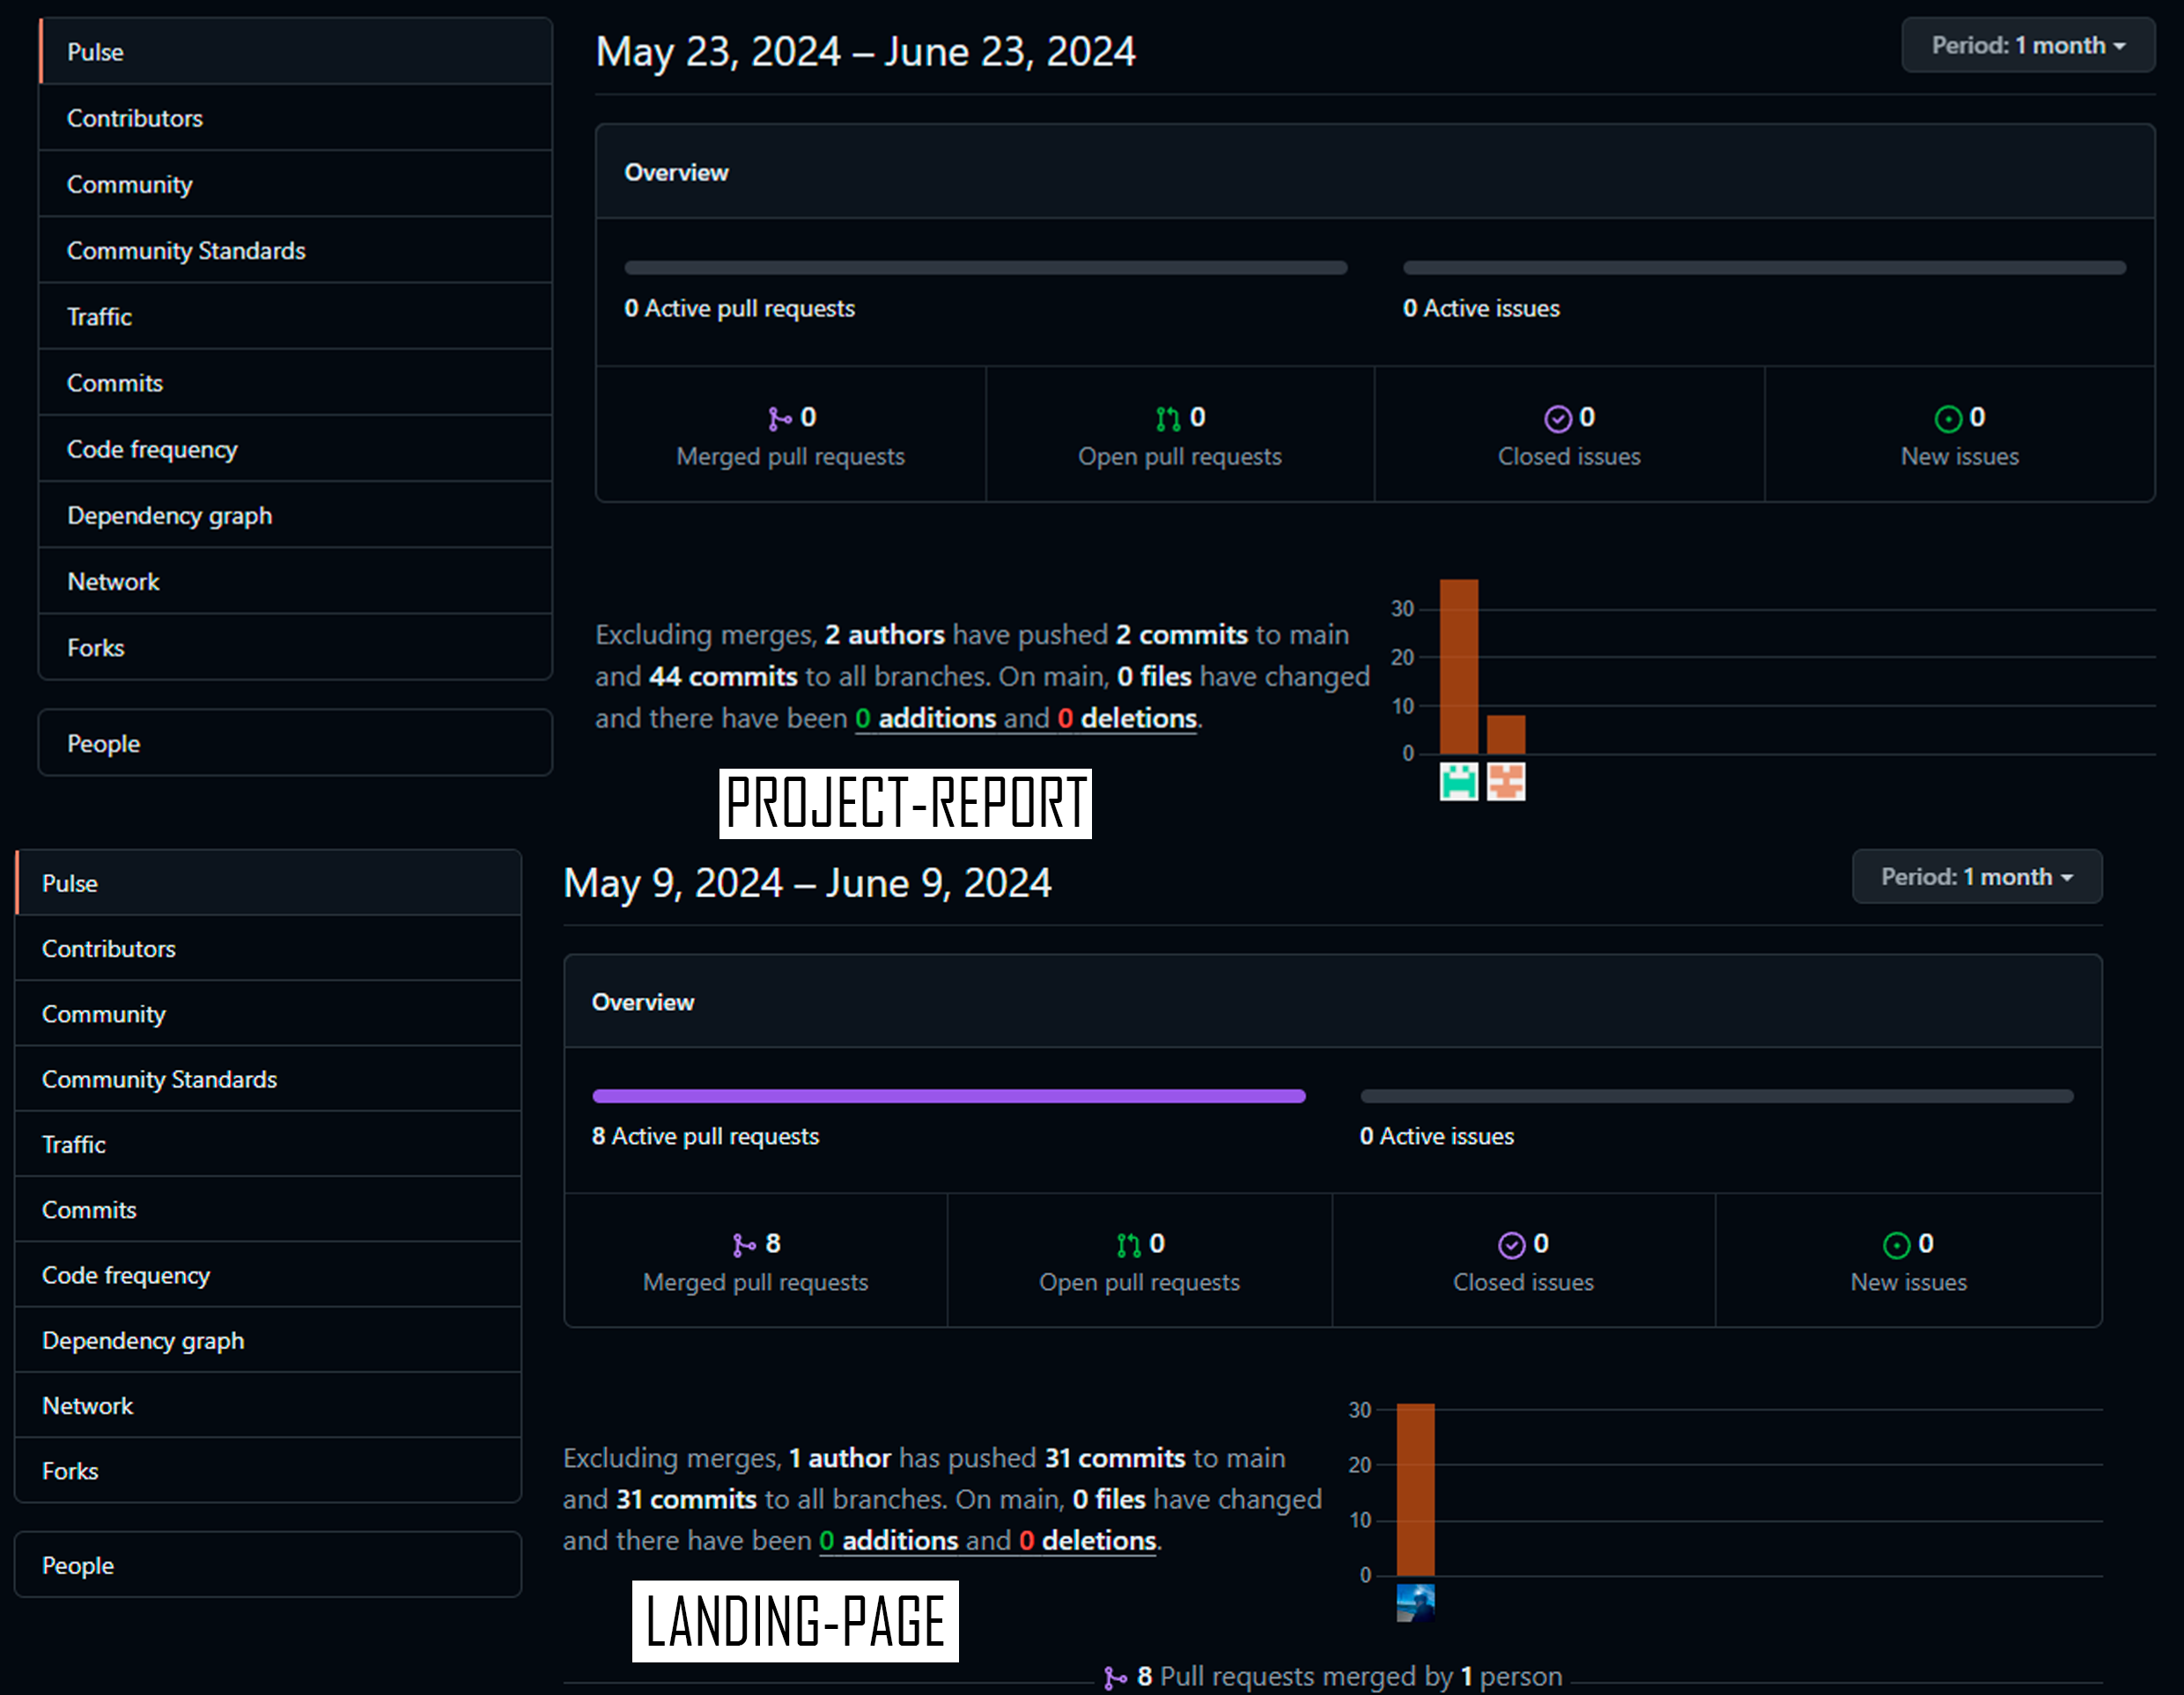 Pulse
Contributors
Community
Community Standards
Traffic
Commits
Code frequency
Dependency graph
Network
Forks
People
May 23, 2024 – June 23, 2024
Period: 1 month
Overview
0 Active pull requests
0 Active issues
0
Merged pull requests
0
Open pull requests
0
Closed issues
0
New issues
Excluding merges, 2 authors have pushed 2 commits to main
and 44 commits to all branches. On main, 0 files have changed
and there have been 0 additions and 0 deletions.
30
20
10
0
PROJECT-REPORT
Pulse
Contributors
Community
Community Standards
Traffic
Commits
Code frequency
Dependency graph
Network
Forks
People
May 9, 2024 – June 9, 2024
Period: 1 month
Overview
8 Active pull requests
0 Active issues
8
Merged pull requests
0
Open pull requests
0
Closed issues
0
New issues
Excluding merges, 1 author has pushed 31 commits to main
and 31 commits to all branches. On main, 0 files have changed
and there have been 0 additions and 0 deletions.
30
20
10
0
LANDING-PAGE
8 Pull requests merged by 1 person